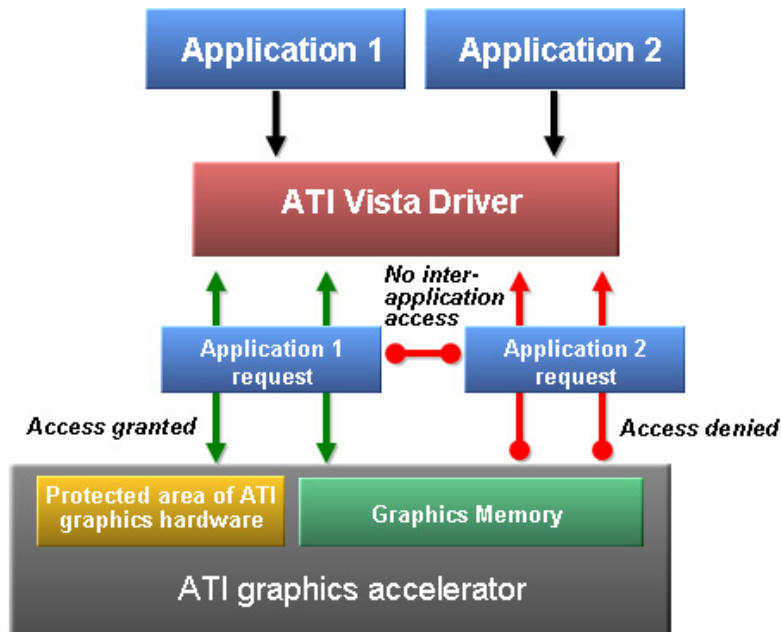 Application 1
Application 2
ATI Vista Driver
No inter-
application
access
Application 1
request
Application 2
request
Access granted
Access denied
Protected area of ATI
graphics hardware
Graphics Memory
ATI graphics accelerator